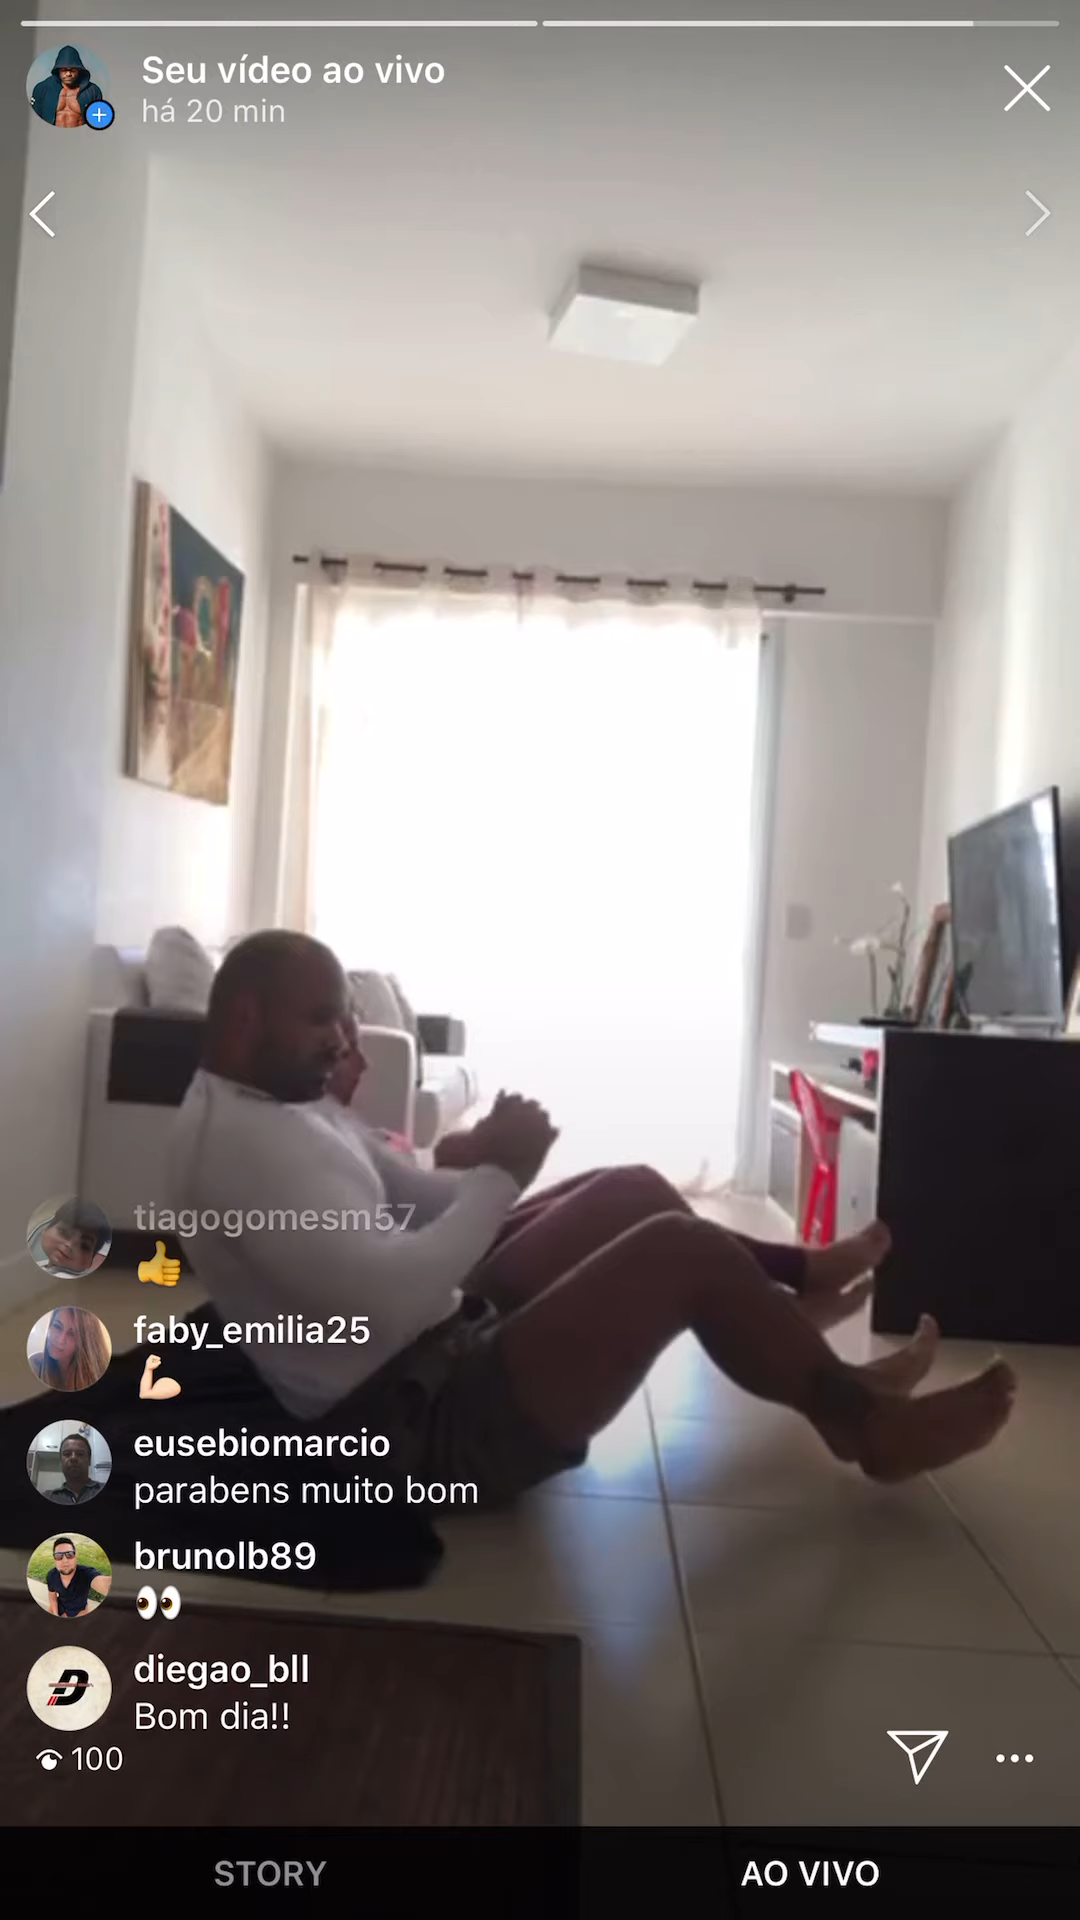 Seu vídeo ao vivo
há 20 min
tiagogomesm57
👍
faby_emilia25
💪🏻
eusebiomarcio
parabens muito bom
brunolb89
👀
diegao_bll
Bom dia!!
100
STORY
AO VIVO